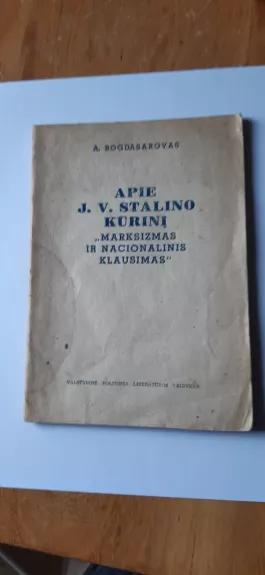 A. BOGDASAROVAS
APIE
J. V. STALINO
KŪRINĮ
„MARKSIZMAS
IR NACIONALINIS
KLAUSIMAS"
VALSTYBINĖ POLITINĖS LITERATŪROS LEIDYKLA